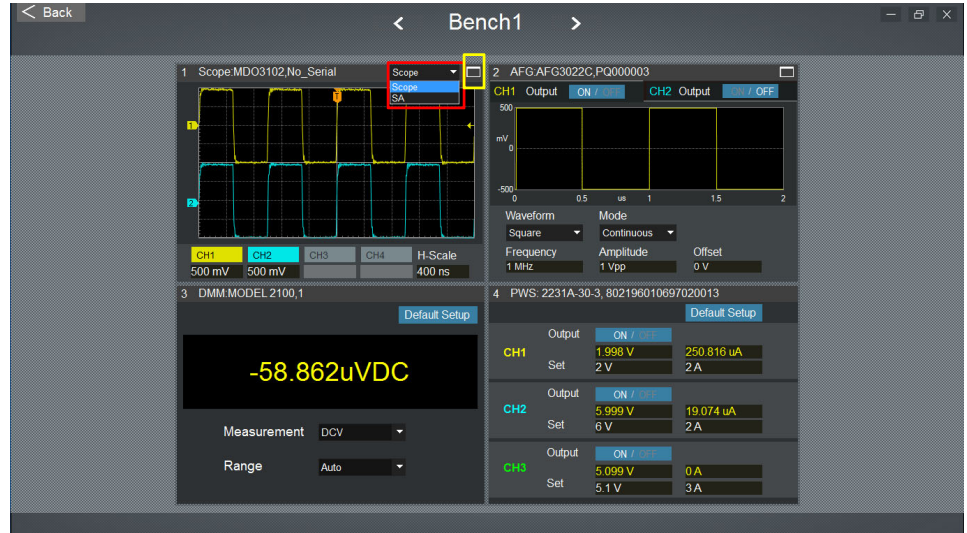 < Back
< Bench1 >
1 Scope:MDO3102,No_Serial
Scope
Scope
SA
T
1
2
CH1 CH2 CH3 CH4 H-Scale
500 mV 500 mV 400 ns
2 AFG:AFG3022C,PQ000003
CH1 Output ON / OFF CH2 Output ON / OFF
500
mV
0
-500
0 0.5 us 1 1.5 2
Waveform Mode
Square Continuous
Frequency Amplitude Offset
1 MHz 1 Vpp 0 V
3 DMM:MODEL 2100,1
Default Setup
-58.862uVDC
Measurement DCV
Range Auto
4 PWS: 2231A-30-3, 802196010697020013
Default Setup
Output ON / OFF
CH1 1.998 V 250.816 uA
Set 2 V 2 A
Output ON / OFF
CH2 5.999 V 19.074 uA
Set 6 V 2 A
Output ON / OFF
CH3 5.099 V 0 A
Set 5.1 V 3 A